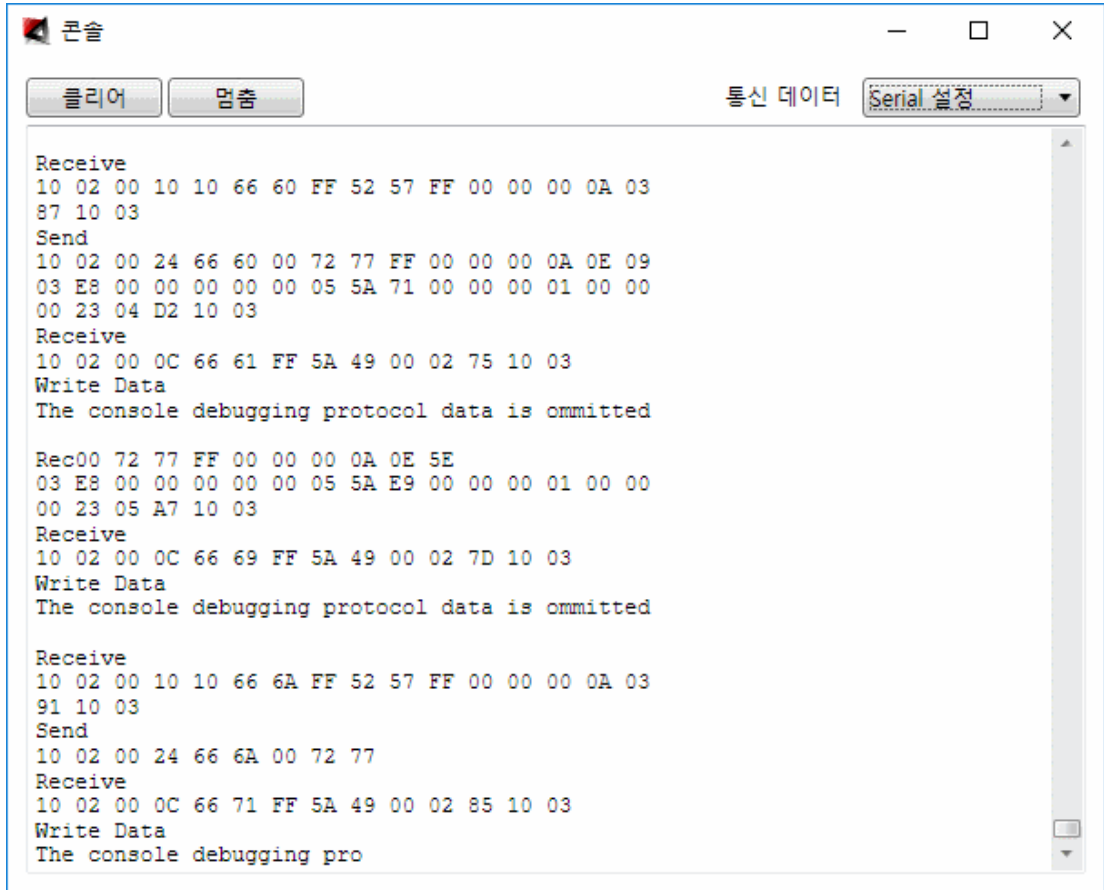 콘솔
클리어 멈춤 통신 데이터 Serial 설정
Receive
10 02 00 10 10 66 60 FF 52 57 FF 00 00 00 0A 03
87 10 03
Send
10 02 00 24 66 60 00 72 77 FF 00 00 00 0A 0E 09
03 E8 00 00 00 00 00 05 5A 71 00 00 00 01 00 00
00 23 04 D2 10 03
Receive
10 02 00 0C 66 61 FF 5A 49 00 02 75 10 03
Write Data
The console debugging protocol data is ommitted
Rec00 72 77 FF 00 00 00 0A 0E 5E
03 E8 00 00 00 00 00 05 5A E9 00 00 00 01 00 00
00 23 05 A7 10 03
Receive
10 02 00 0C 66 69 FF 5A 49 00 02 7D 10 03
Write Data
The console debugging protocol data is ommitted
Receive
10 02 00 10 10 66 6A FF 52 57 FF 00 00 00 0A 03
91 10 03
Send
10 02 00 24 66 6A 00 72 77
Receive
10 02 00 0C 66 71 FF 5A 49 00 02 85 10 03
Write Data
The console debugging pro